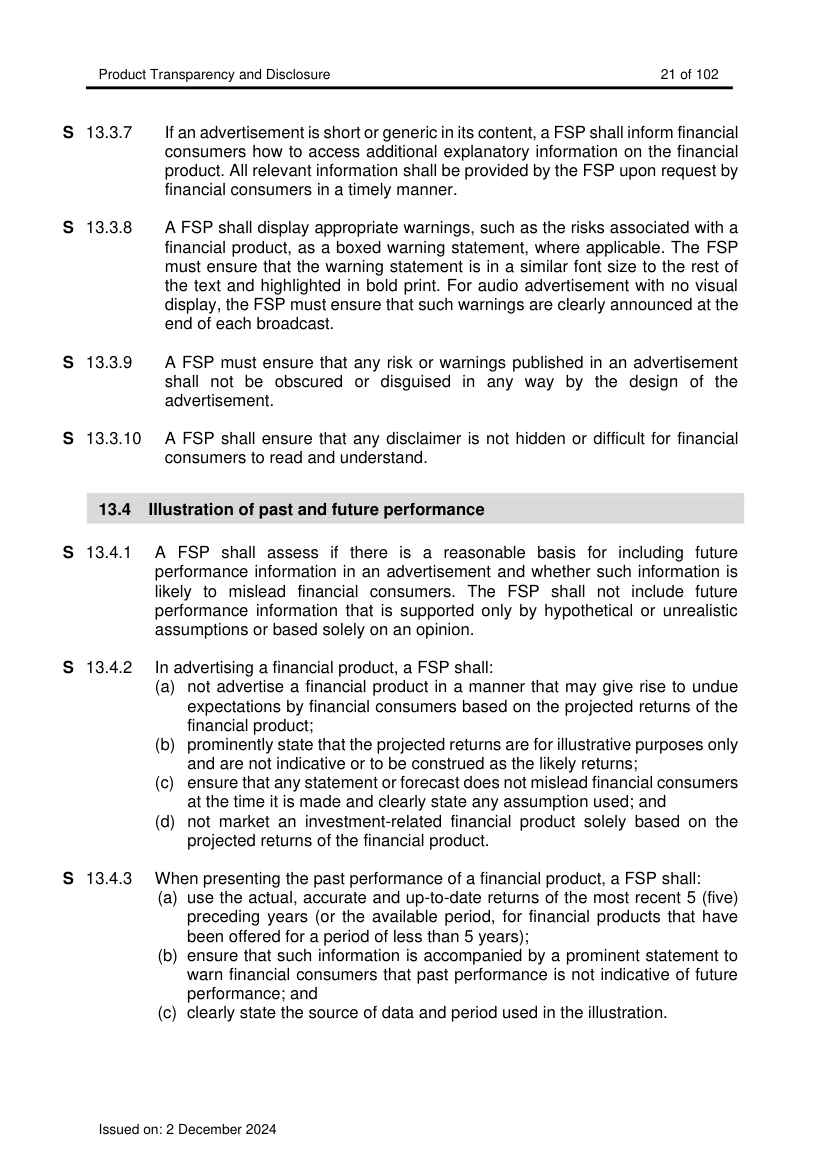 Product Transparency and Disclosure 21 of 102
S 13.3.7 If an advertisement is short or generic in its content, a FSP shall inform financial
consumers how to access additional explanatory information on the financial
product. All relevant information shall be provided by the FSP upon request by
financial consumers in a timely manner.
S 13.3.8 A FSP shall display appropriate warnings, such as the risks associated with a
financial product, as a boxed warning statement, where applicable. The FSP
must ensure that the warning statement is in a similar font size to the rest of
the text and highlighted in bold print. For audio advertisement with no visual
display, the FSP must ensure that such warnings are clearly announced at the
end of each broadcast.
S 13.3.9 A FSP must ensure that any risk or warnings published in an advertisement
shall not be obscured or disguised in any way by the design of the
advertisement.
S 13.3.10 A FSP shall ensure that any disclaimer is not hidden or difficult for financial
consumers to read and understand.
13.4 Illustration of past and future performance
S 13.4.1 A FSP shall assess if there is a reasonable basis for including future
performance information in an advertisement and whether such information is
likely to mislead financial consumers. The FSP shall not include future
performance information that is supported only by hypothetical or unrealistic
assumptions or based solely on an opinion.
S 13.4.2 In advertising a financial product, a FSP shall:
(a) not advertise a financial product in a manner that may give rise to undue
expectations by financial consumers based on the projected returns of the
financial product;
(b) prominently state that the projected returns are for illustrative purposes only
and are not indicative or to be construed as the likely returns;
(c) ensure that any statement or forecast does not mislead financial consumers
at the time it is made and clearly state any assumption used; and
(d) not market an investment-related financial product solely based on the
projected returns of the financial product.
S 13.4.3 When presenting the past performance of a financial product, a FSP shall:
(a) use the actual, accurate and up-to-date returns of the most recent 5 (five)
preceding years (or the available period, for financial products that have
been offered for a period of less than 5 years);
(b) ensure that such information is accompanied by a prominent statement to
warn financial consumers that past performance is not indicative of future
performance; and
(c) clearly state the source of data and period used in the illustration.
Issued on: 2 December 2024